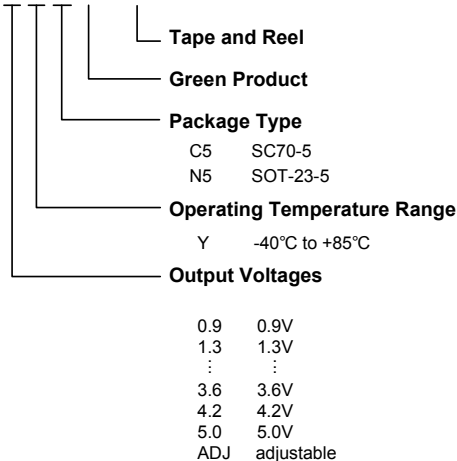 Tape and Reel
Green Product
Package Type
C5 SC70-5
N5 SOT-23-5
Operating Temperature Range
Y -40℃ to +85℃
Output Voltages
0.9 0.9V
1.3 1.3V
⋮ ⋮
3.6 3.6V
4.2 4.2V
5.0 5.0V
ADJ adjustable